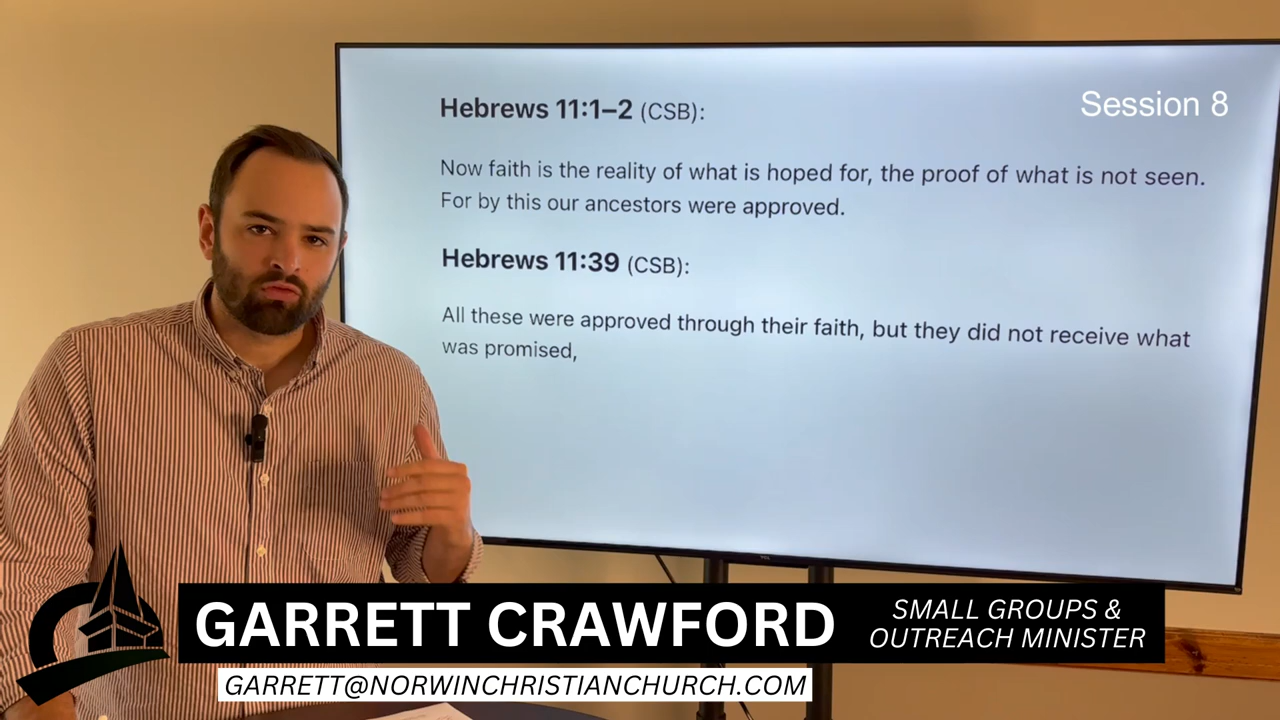 Session 8
Hebrews 11:1–2 (CSB):
Now faith is the reality of what is hoped for, the proof of what is not seen.
For by this our ancestors were approved.
Hebrews 11:39 (CSB):
All these were approved through their faith, but they did not receive what
was promised,
GARRETT CRAWFORD
SMALL GROUPS &
OUTREACH MINISTER
GARRETT@NORWINCHRISTIANCHURCH.COM
TCL